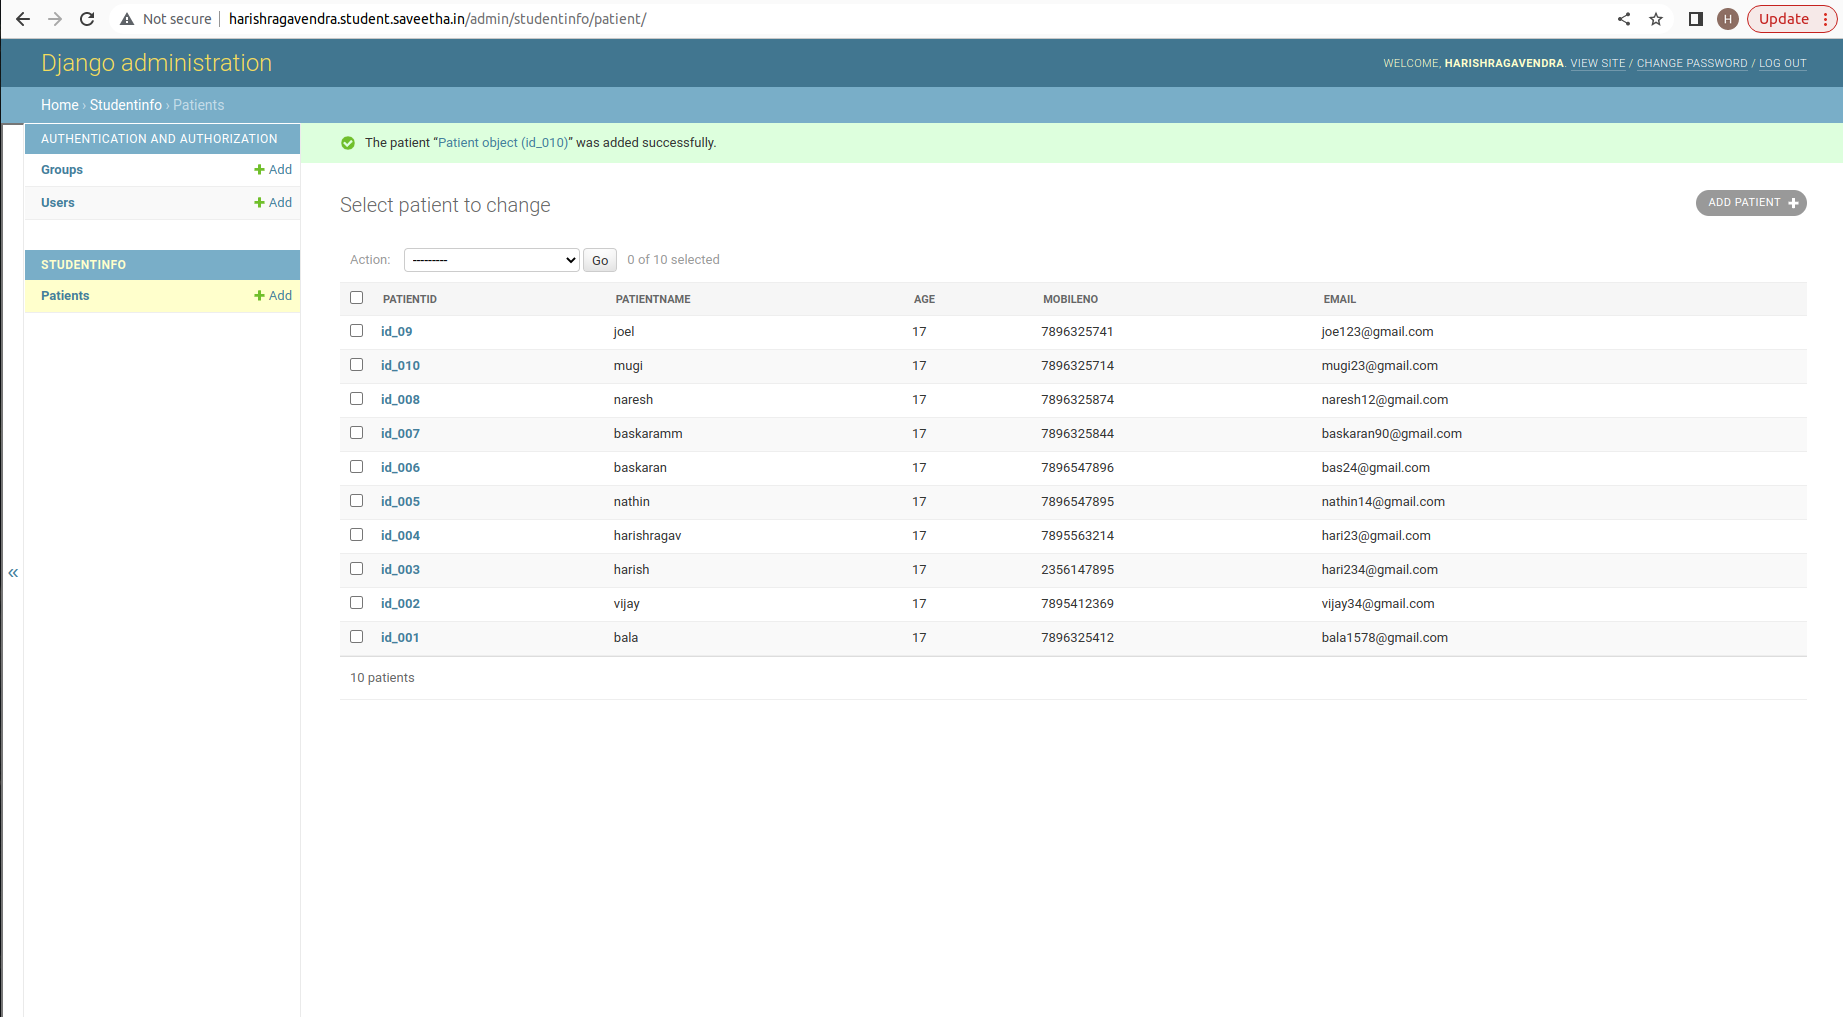 Not secure | harishragavendra.student.saveetha.in/admin/studentinfo/patient/ H Update
Django administration WELCOME, HARISHRAGAVENDRA. VIEW SITE / CHANGE PASSWORD / LOG OUT
Home › Studentinfo › Patients
AUTHENTICATION AND AUTHORIZATION
Groups + Add
Users + Add
STUDENTINFO
Patients + Add
«
The patient “Patient object (id_010)” was added successfully.
Select patient to change
ADD PATIENT +
Action: --------- Go 0 of 10 selected
PATIENTID PATIENTNAME AGE MOBILENO EMAIL
id_09 joel 17 7896325741 joe123@gmail.com
id_010 mugi 17 7896325714 mugi23@gmail.com
id_008 naresh 17 7896325874 naresh12@gmail.com
id_007 baskaramm 17 7896325844 baskaran90@gmail.com
id_006 baskaran 17 7896547896 bas24@gmail.com
id_005 nathin 17 7896547895 nathin14@gmail.com
id_004 harishragav 17 7895563214 hari23@gmail.com
id_003 harish 17 2356147895 hari234@gmail.com
id_002 vijay 17 7895412369 vijay34@gmail.com
id_001 bala 17 7896325412 bala1578@gmail.com
10 patients